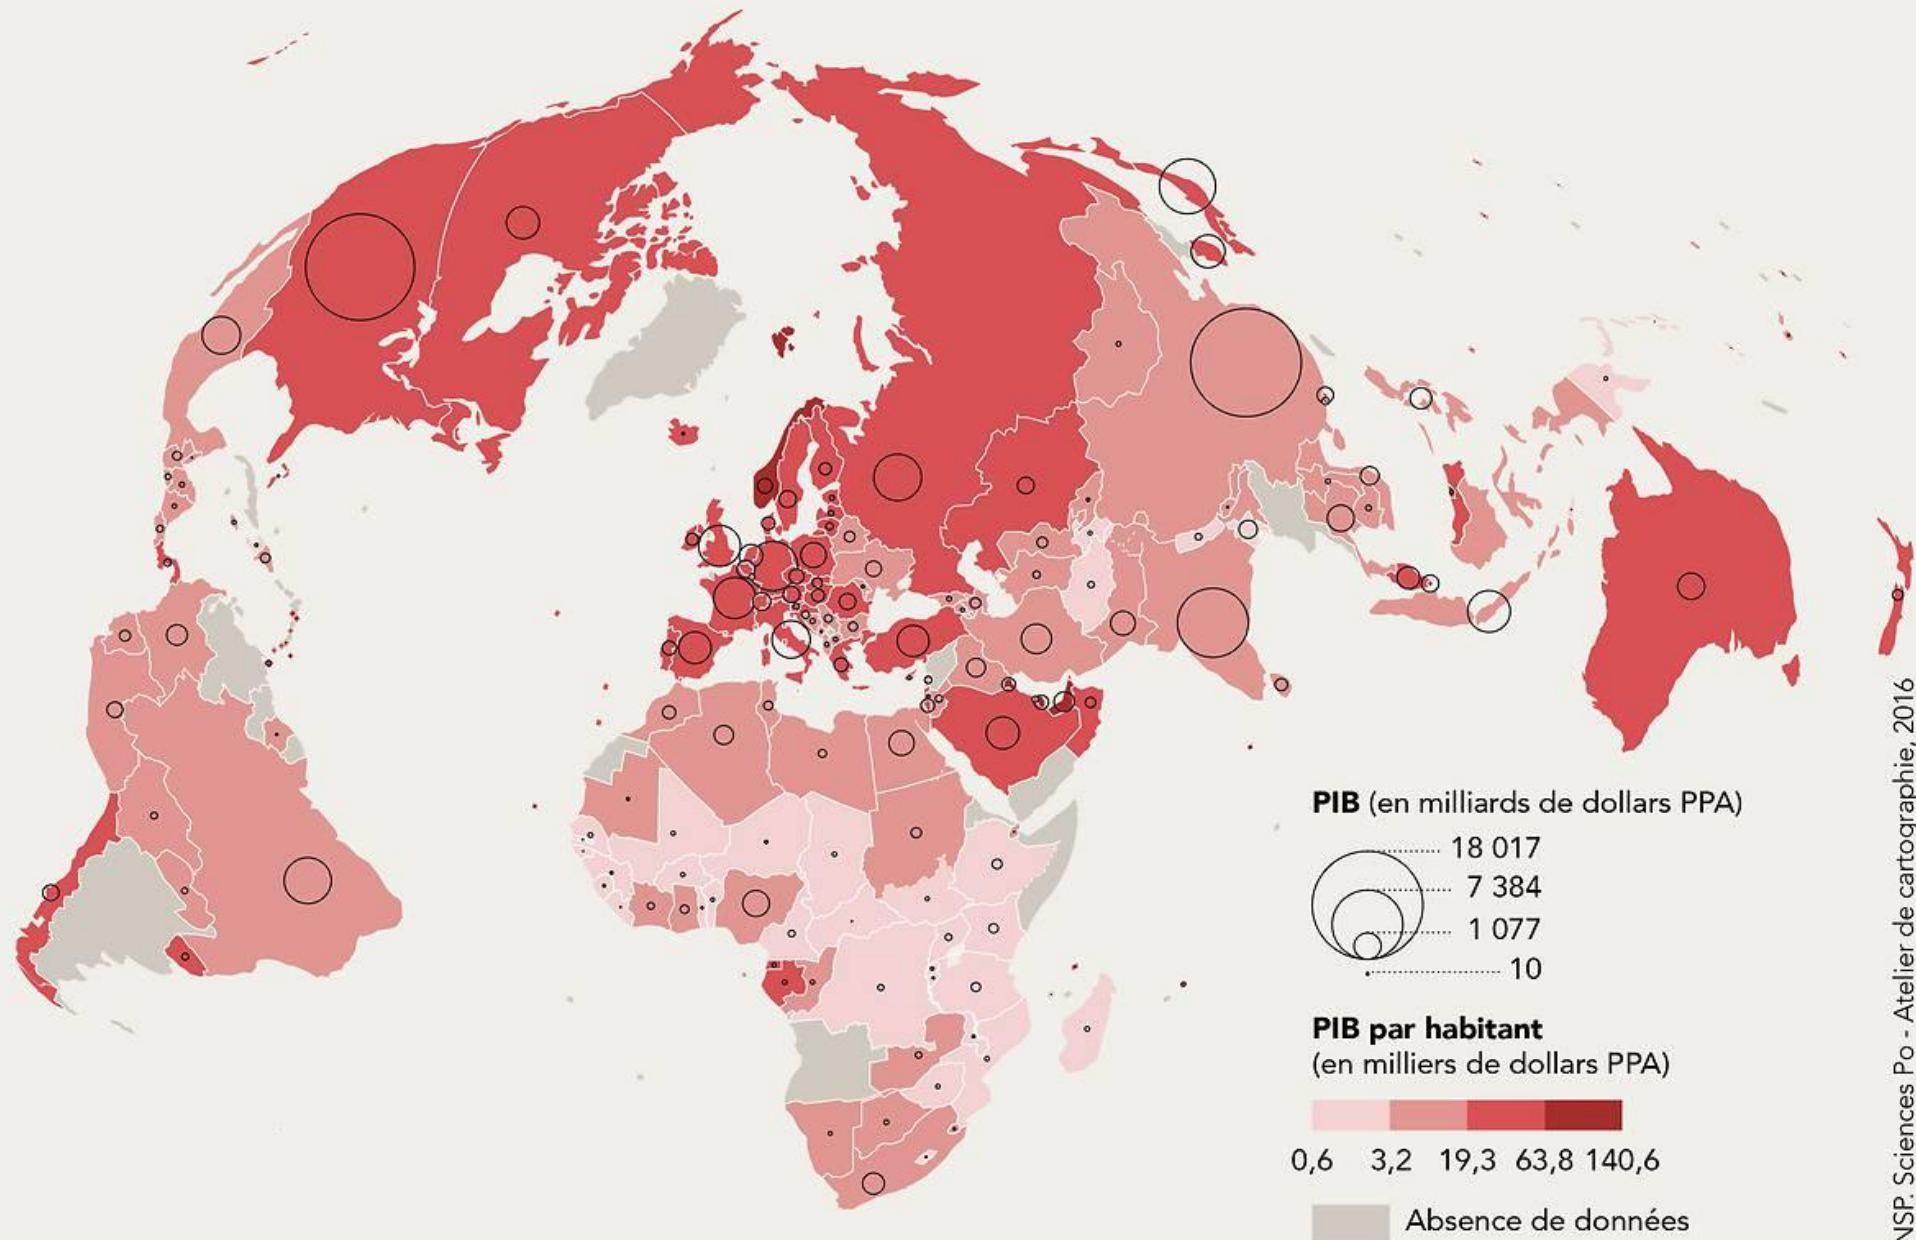 PIB (en milliards de dollars PPA)
18 017
7 384
1 077
10
PIB par habitant
(en milliers de dollars PPA)
0,6 3,2 19,3 63,8 140,6
Absence de données
NSP. Sciences Po - Atelier de cartographie, 2016